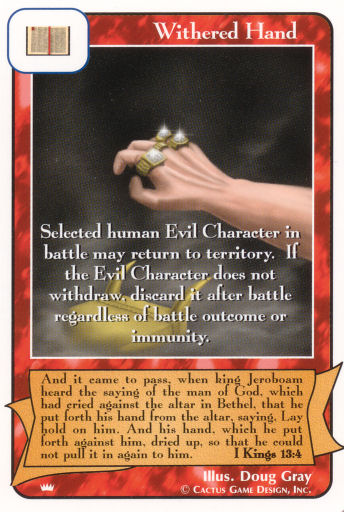 Withered Hand
Selected human Evil Character in
battle may return to territory. If
the Evil Character does not
withdraw, discard it after battle
regardless of battle outcome or
immunity.
And it came to pass, when king Jeroboam
heard the saying of the man of God, which
had cried against the altar in Bethel, that he
put forth his hand from the altar, saying, Lay
hold on him. And his hand, which he put
forth against him, dried up, so that he could
not pull it in again to him. I Kings 13:4
Illus. Doug Gray
© Cactus Game Design, Inc.